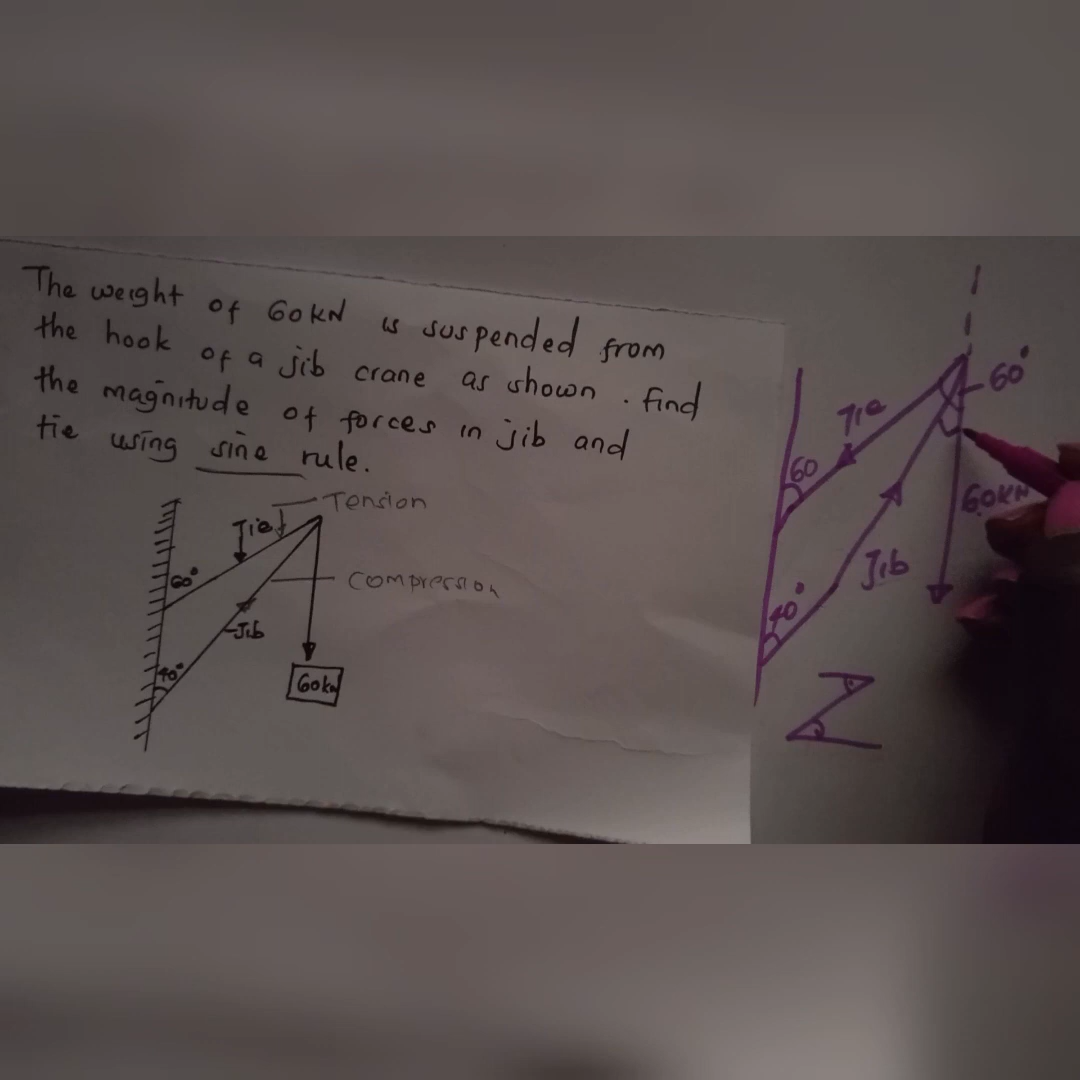 The weight of 60KN is suspended from
the hook of a jib crane as shown. find
the magnitude of forces in jib and
tie using sine rule.
Tension
Tie
60°
Compression
Jib
40°
60kN
60°
Tie
60
60KN
Jib
40°